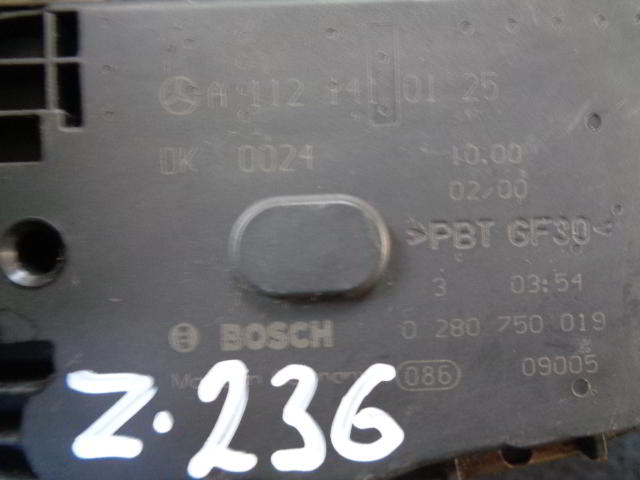 A 112 141 01 25
DK 0024 10.00
02/00
>PBT GF30<
3 03:54
BOSCH 0 280 750 019
086 09005
Z.236